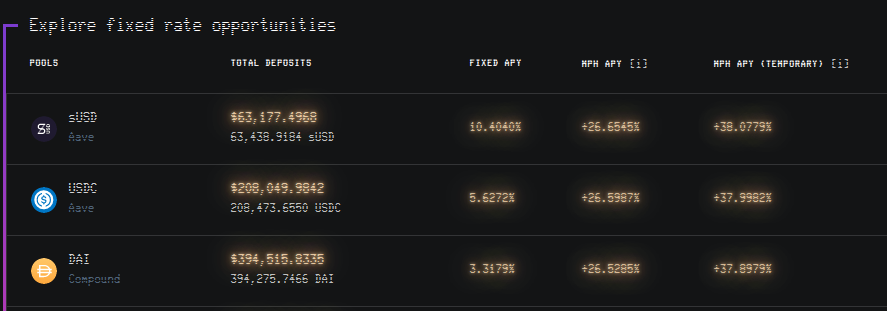 Explore fixed rate opportunities
POOLS TOTAL DEPOSITS FIXED APY MPH APY [i] MPH APY (TEMPORARY) [i]
sUSD $63,177.4968 10.4040% +26.6545% +38.0779%
Aave 63,438.9184 sUSD
USDC $208,049.9842 5.6272% +26.5987% +37.9982%
Aave 208,473.6550 USDC
DAI $394,515.8335 3.3179% +26.5285% +37.8979%
Compound 394,275.7466 DAI